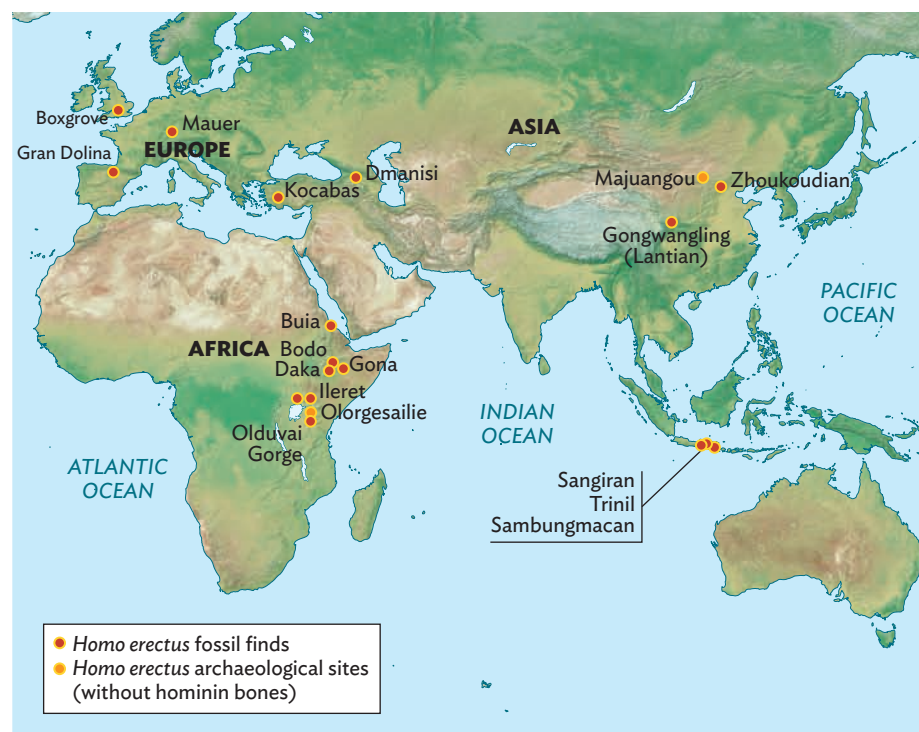 Boxgrove
Mauer
Gran Dolina
EUROPE
ASIA
Dmanisi
Kocabas
Majuangou
Zhoukoudian
Gongwangling
(Lantian)
PACIFIC
OCEAN
Buia
AFRICA
Bodo
Daka
Gona
Ileret
Olorgesailie
Olduvai
Gorge
INDIAN
OCEAN
ATLANTIC
OCEAN
Sangiran
Trinil
Sambungmacan
Homo erectus fossil finds
Homo erectus archaeological sites
(without hominin bones)